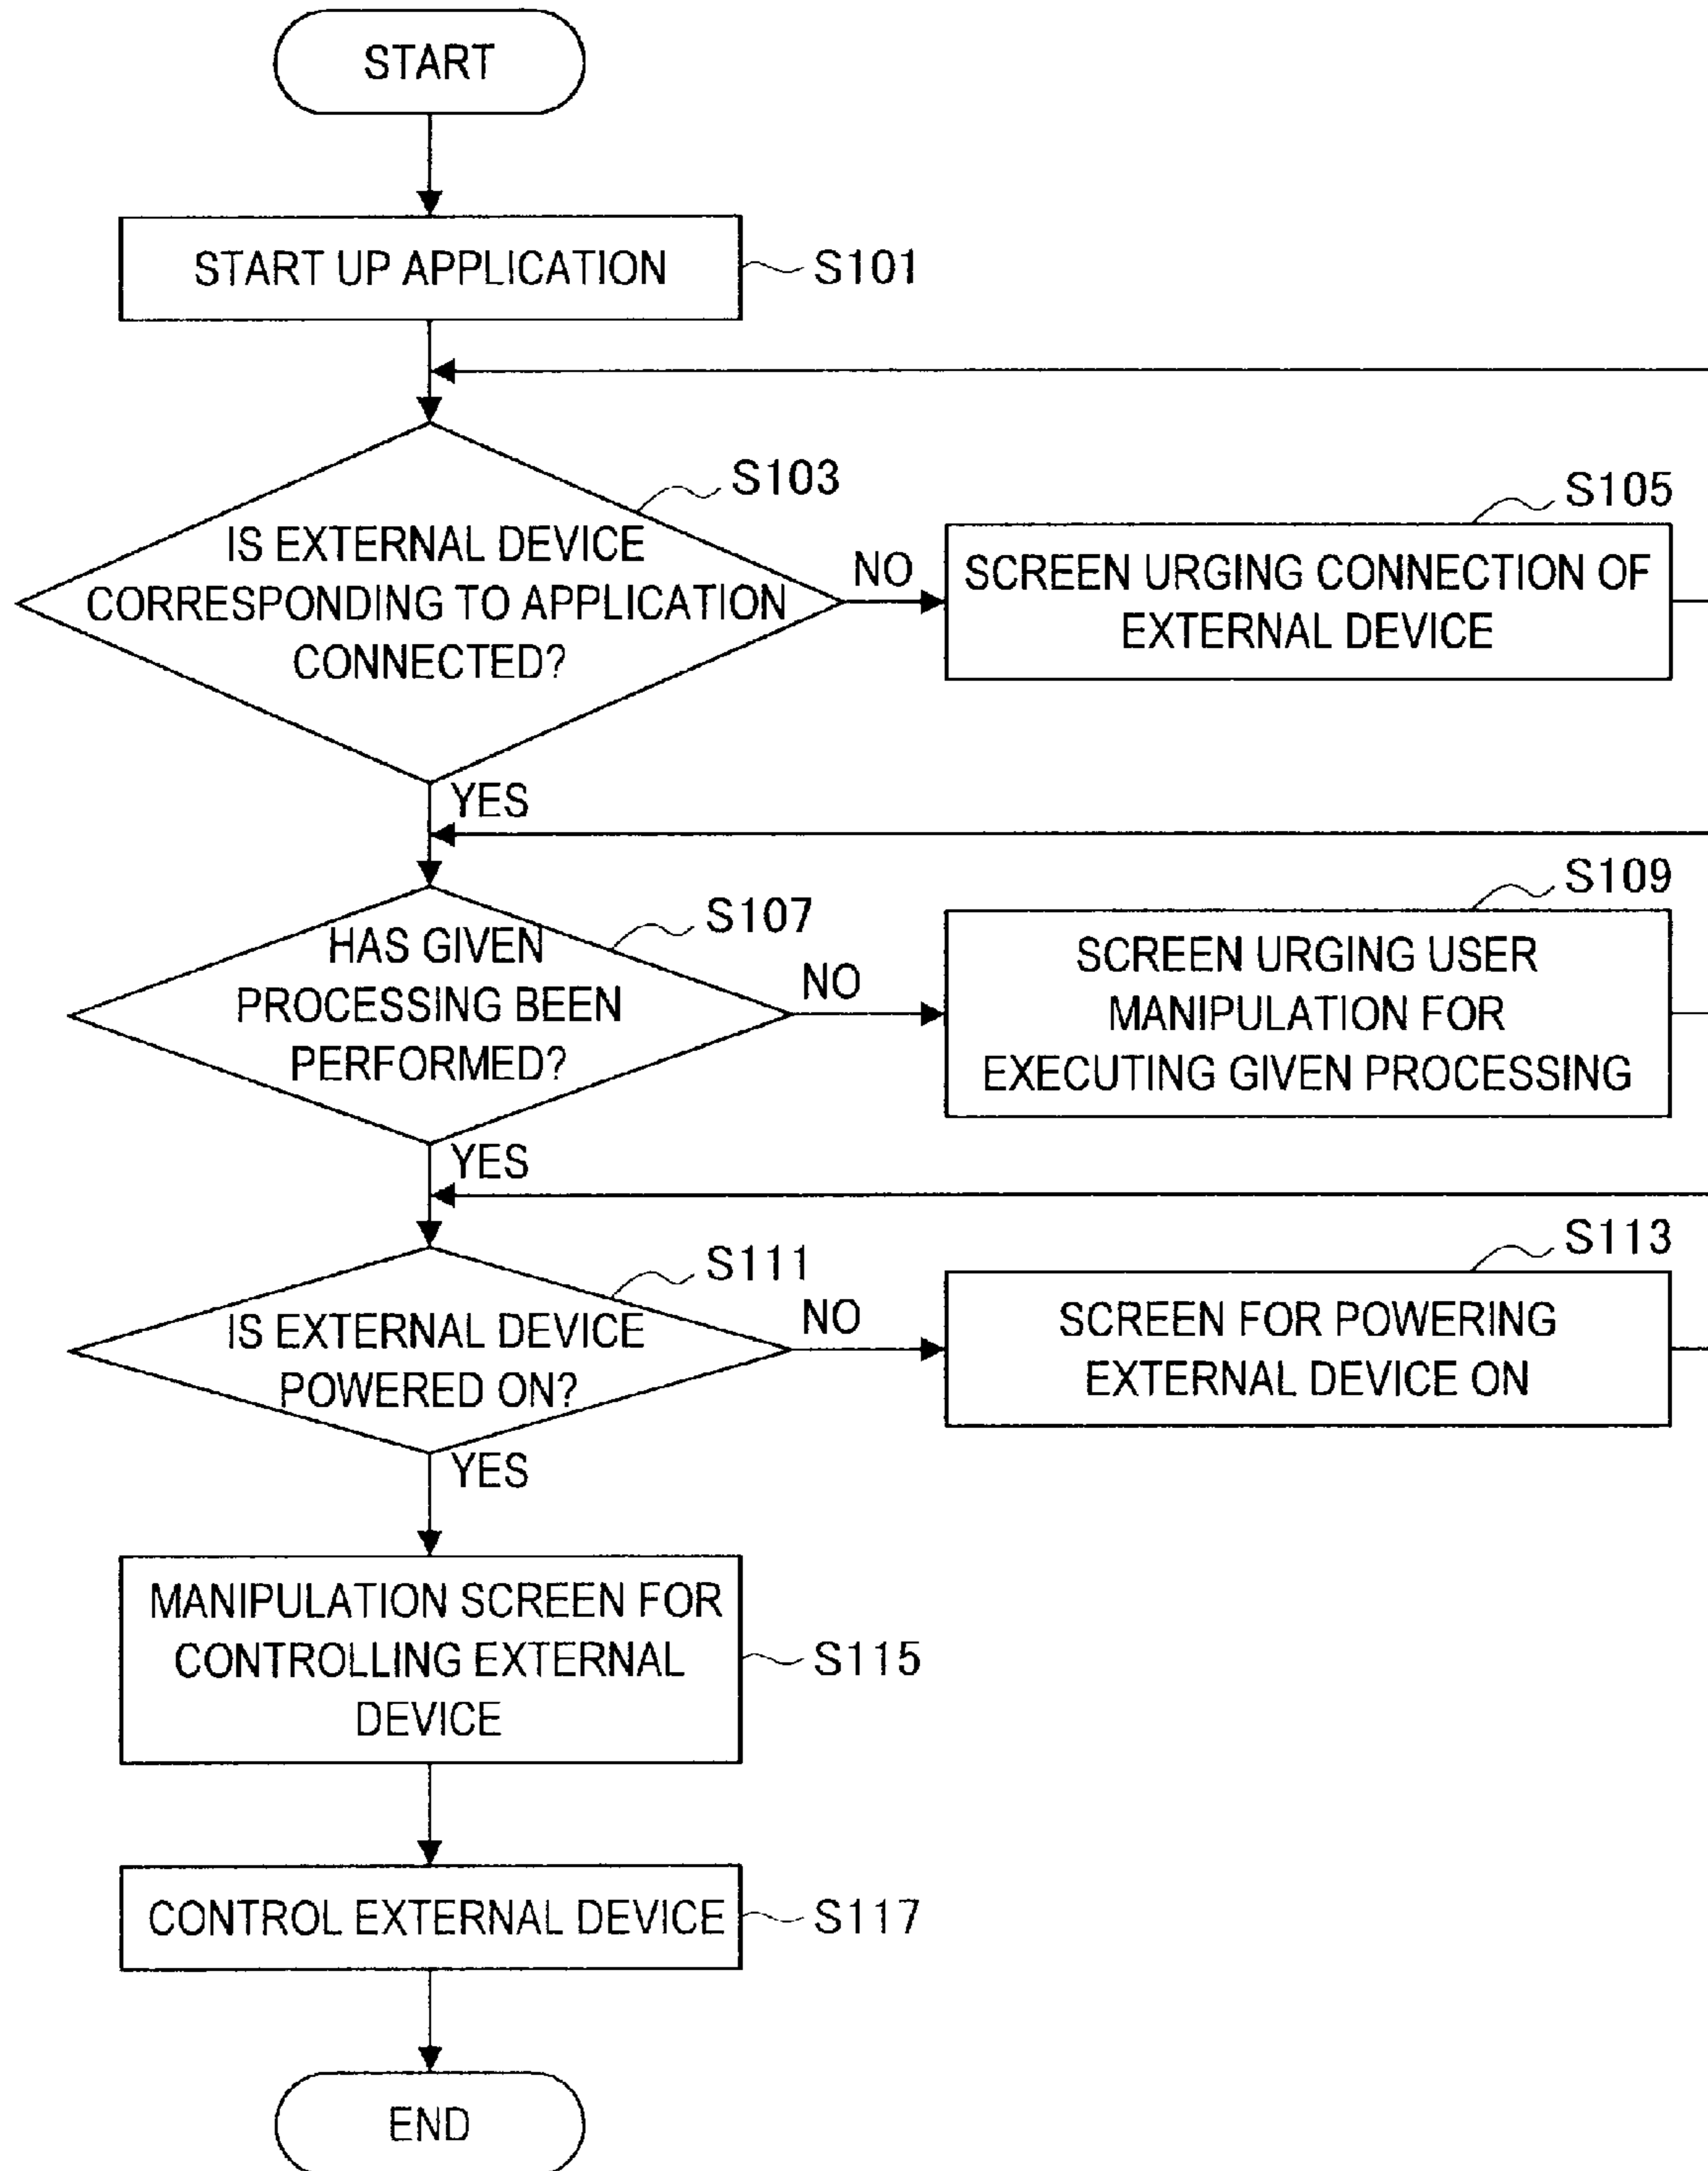 START
START UP APPLICATION
S101
S103
IS EXTERNAL DEVICE
CORRESPONDING TO APPLICATION
CONNECTED?
NO
S105
SCREEN URGING CONNECTION OF
EXTERNAL DEVICE
YES
S107
HAS GIVEN
PROCESSING BEEN
PERFORMED?
NO
S109
SCREEN URGING USER
MANIPULATION FOR
EXECUTING GIVEN PROCESSING
YES
S111
IS EXTERNAL DEVICE
POWERED ON?
NO
S113
SCREEN FOR POWERING
EXTERNAL DEVICE ON
YES
MANIPULATION SCREEN FOR
CONTROLLING EXTERNAL
DEVICE
S115
CONTROL EXTERNAL DEVICE
S117
END